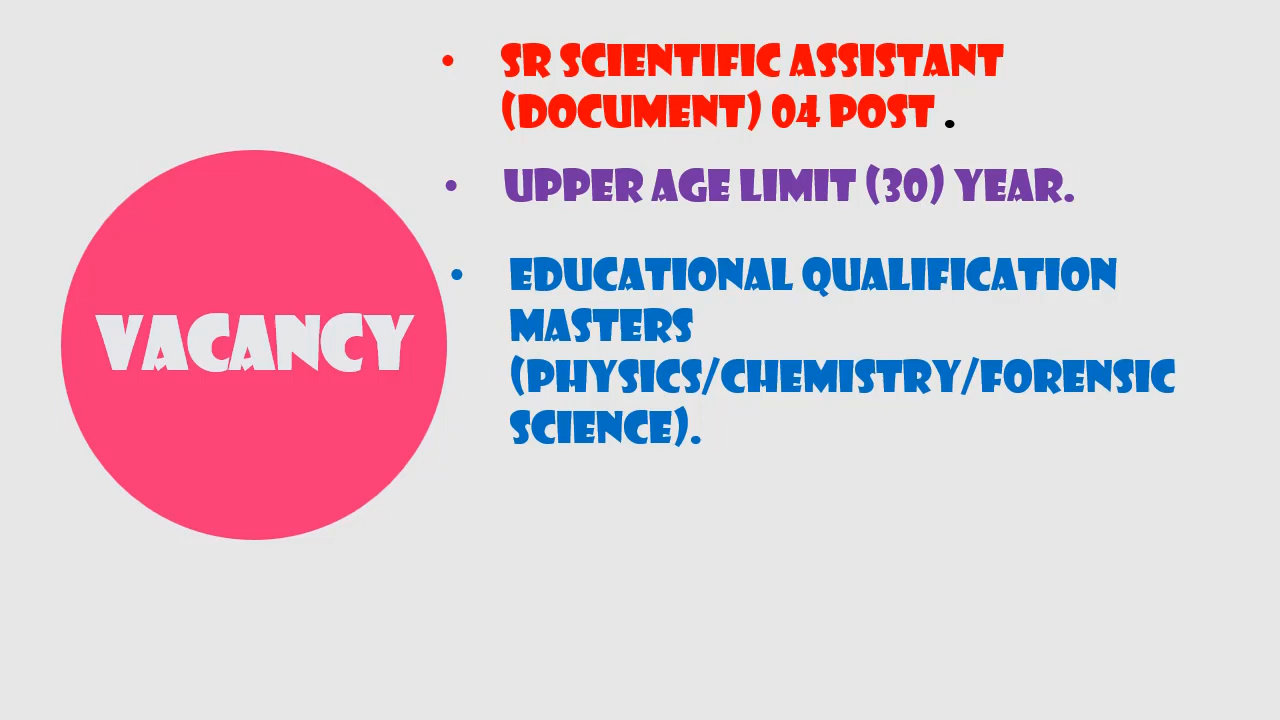 VACANCY
• SR SCIENTIFIC ASSISTANT
(DOCUMENT) 04 POST .
• UPPER AGE LIMIT (30) YEAR.
• EDUCATIONAL QUALIFICATION
MASTERS
(PHYSICS/CHEMISTRY/FORENSIC
SCIENCE).